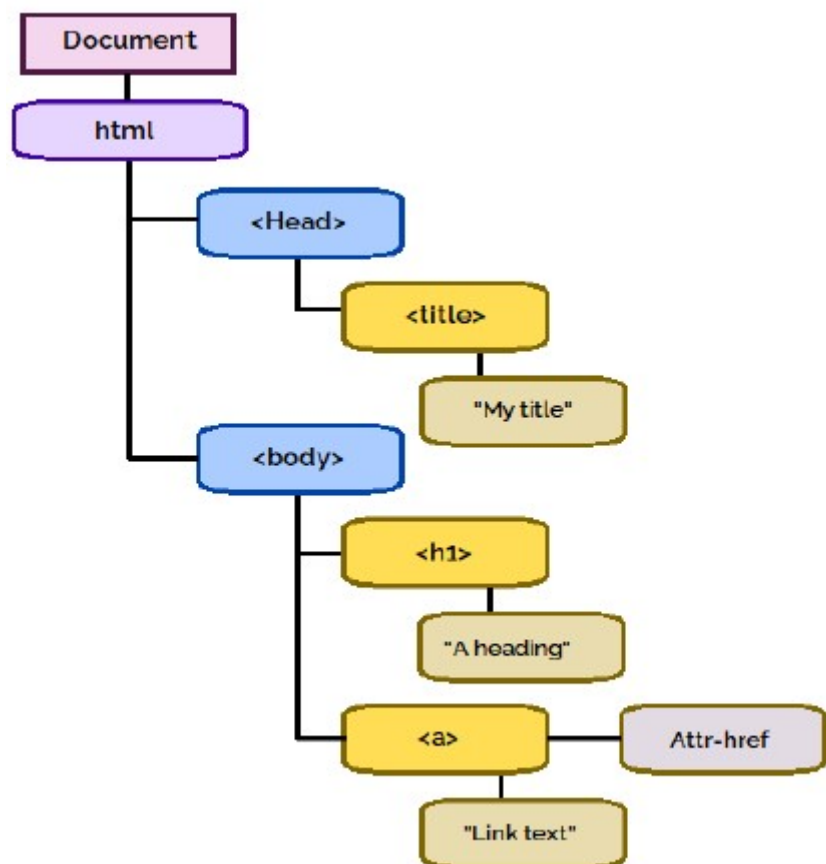 Document
html
<Head>
<title>
"My title"
<body>
<h1>
"A heading"
<a>
Attr-href
"Link text"